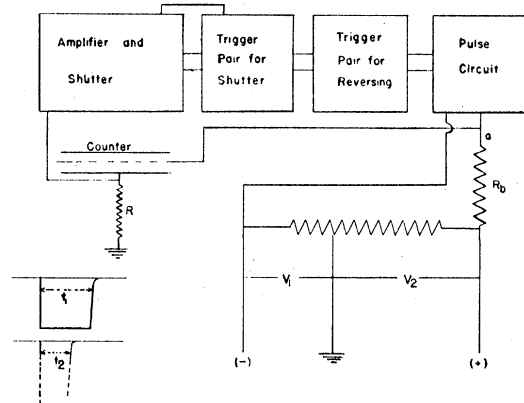 Amplifier and
Shutter
Trigger
Pair for
Shutter
Trigger
Pair for
Reversing
Pulse
Circuit
Counter
a
R
Rb
V1
V2
t1
t2
(-)
(+)